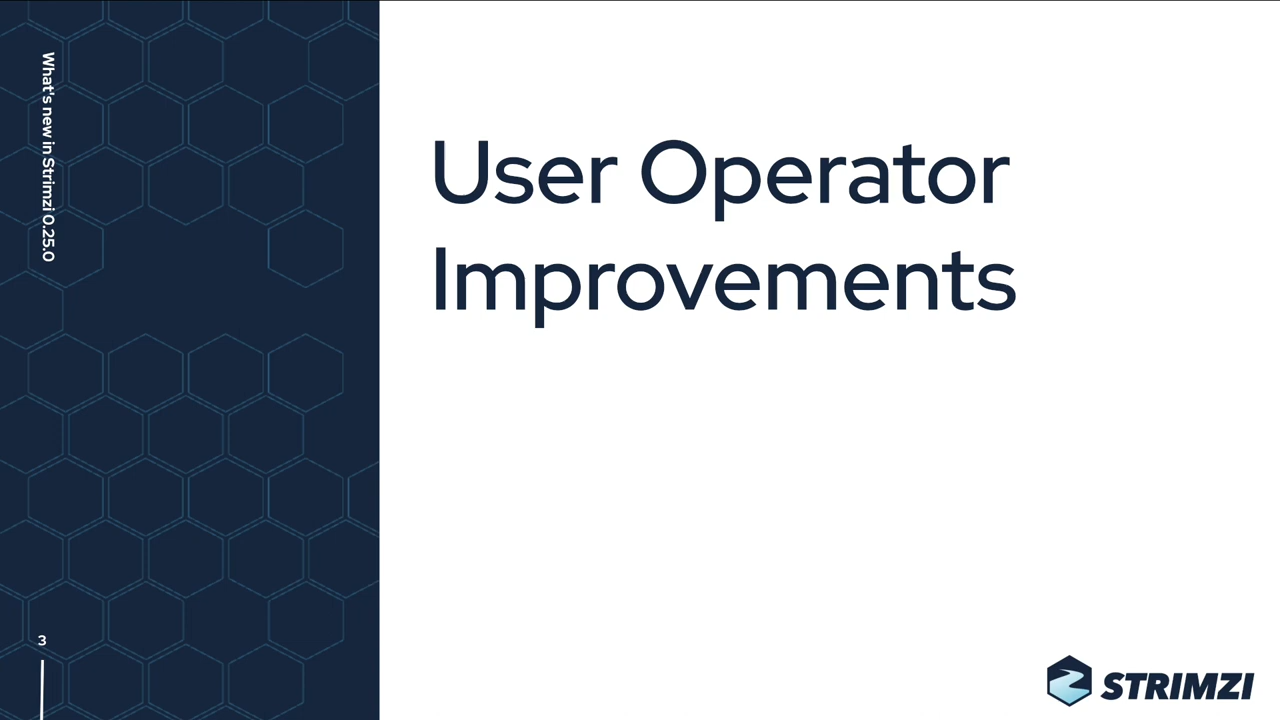 What's new in Strimzi 0.25.0
User Operator
Improvements
3
STRIMZI